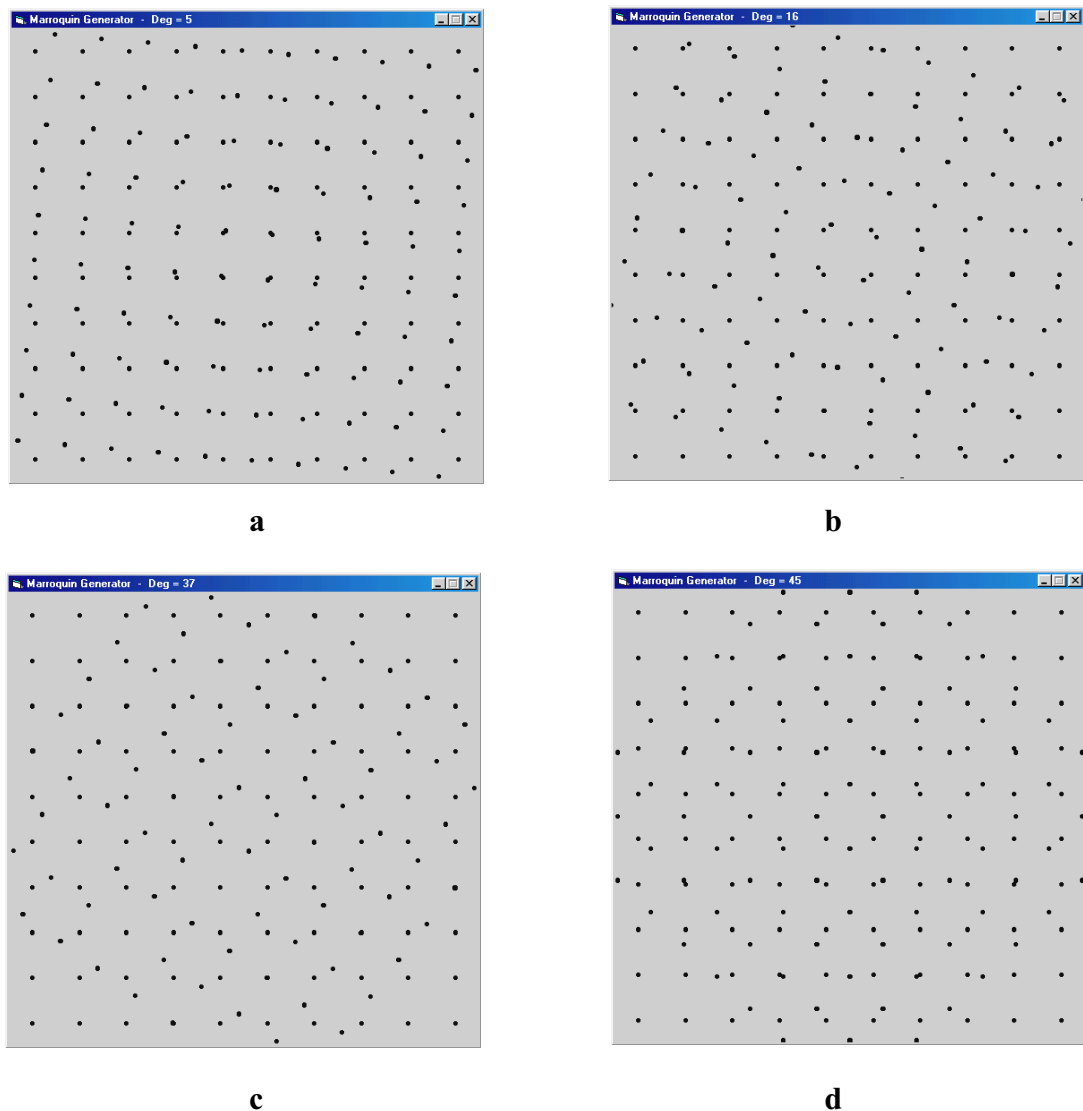 Marroquin Generator - Deg = 5
Marroquin Generator - Deg = 16
a
b
Marroquin Generator - Deg = 37
Marroquin Generator - Deg = 45
c
d